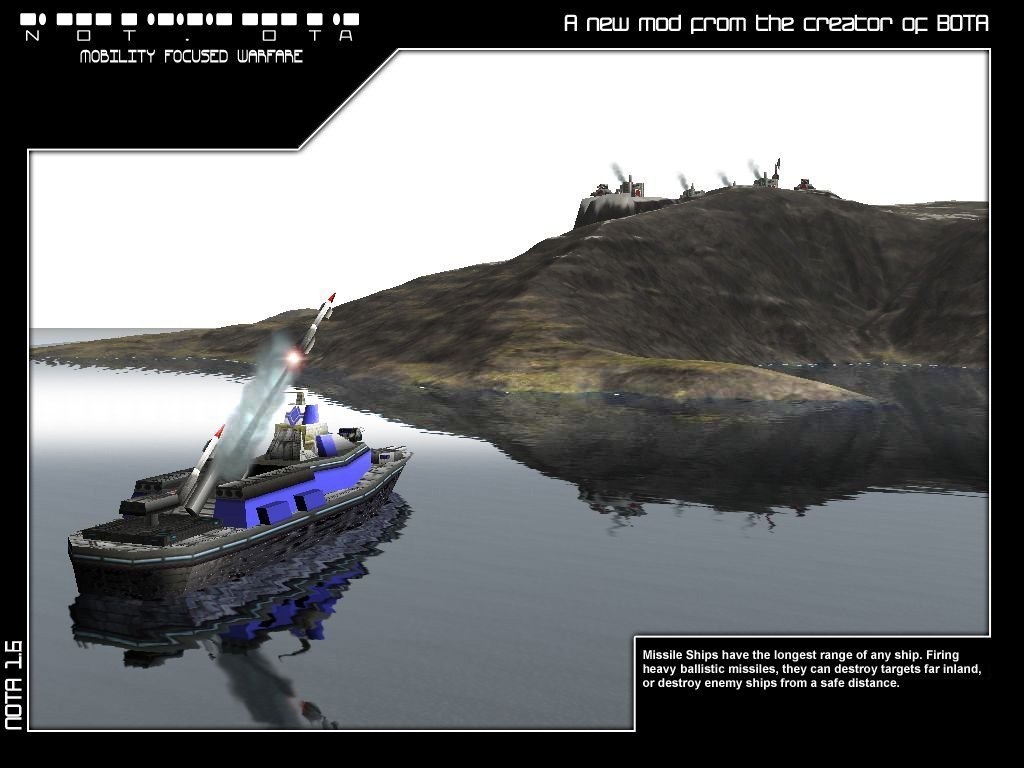 NOT. OTA
MOBILITY FOCUSED WARFARE
A new mod from the creator of BOTA
NOTA 1.6
Missile Ships have the longest range of any ship. Firing
heavy ballistic missiles, they can destroy targets far inland,
or destroy enemy ships from a safe distance.